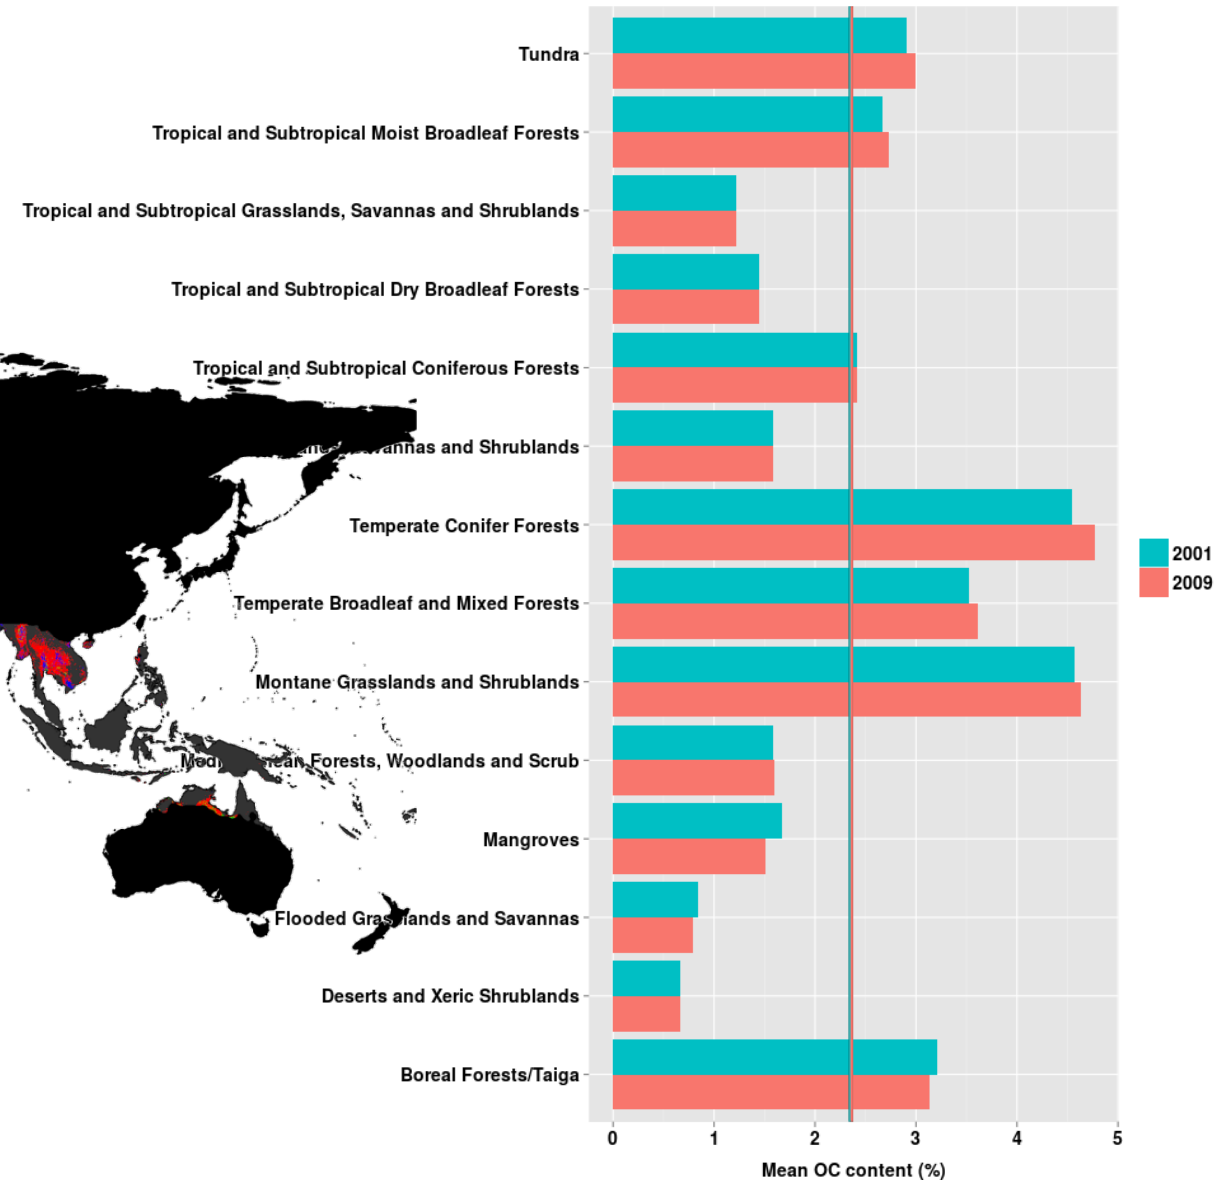 Tundra
Tropical and Subtropical Moist Broadleaf Forests
Tropical and Subtropical Grasslands, Savannas and Shrublands
Tropical and Subtropical Dry Broadleaf Forests
Tropical and Subtropical Coniferous Forests
and Shrublands
Temperate Conifer Forests
Temperate Broadleaf and Mixed Forests
Montane Grasslands and Shrublands
Forests, Woodlands and Scrub
Mangroves
Flooded Grasslands and Savannas
Deserts and Xeric Shrublands
Boreal Forests/Taiga
2001
2009
0 1 2 3 4 5
Mean OC content (%)